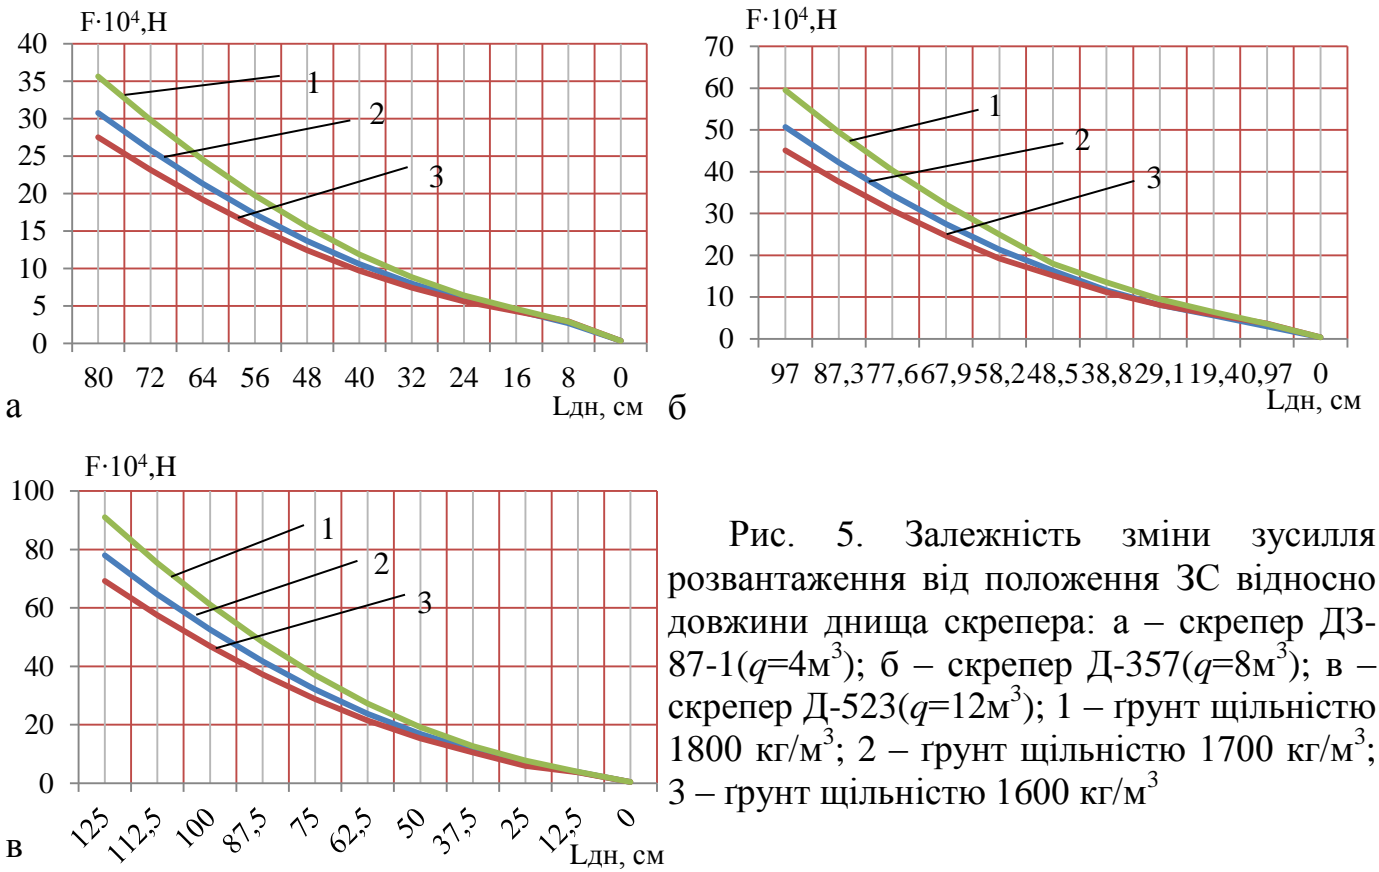 F·10⁴,Н
40
35
30
25
20
15
10
5
0
1
2
3
80 72 64 56 48 40 32 24 16 8 0
Lдн, см
а
F·10⁴,Н
70
60
50
40
30
20
10
0
1
2
3
97 87,377,667,958,248,538,829,119,40,97 0
Lдн, см
б
F·10⁴,Н
100
80
60
40
20
0
1
2
3
125 112,5 100 87,5 75 62,5 50 37,5 25 12,5 0
Lдн, см
в
Рис. 5. Залежність зміни зусилля
розвантаження від положення ЗС відносно
довжини днища скрепера: а – скрепер ДЗ-
87-1(q=4м³); б – скрепер Д-357(q=8м³); в –
скрепер Д-523(q=12м³); 1 – ґрунт щільністю
1800 кг/м³; 2 – ґрунт щільністю 1700 кг/м³;
3 – ґрунт щільністю 1600 кг/м³